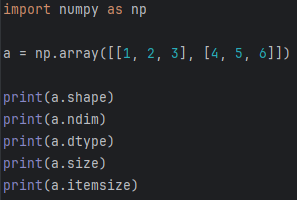 import numpy as np
a = np.array([[1, 2, 3], [4, 5, 6]])
print(a.shape)
print(a.ndim)
print(a.dtype)
print(a.size)
print(a.itemsize)